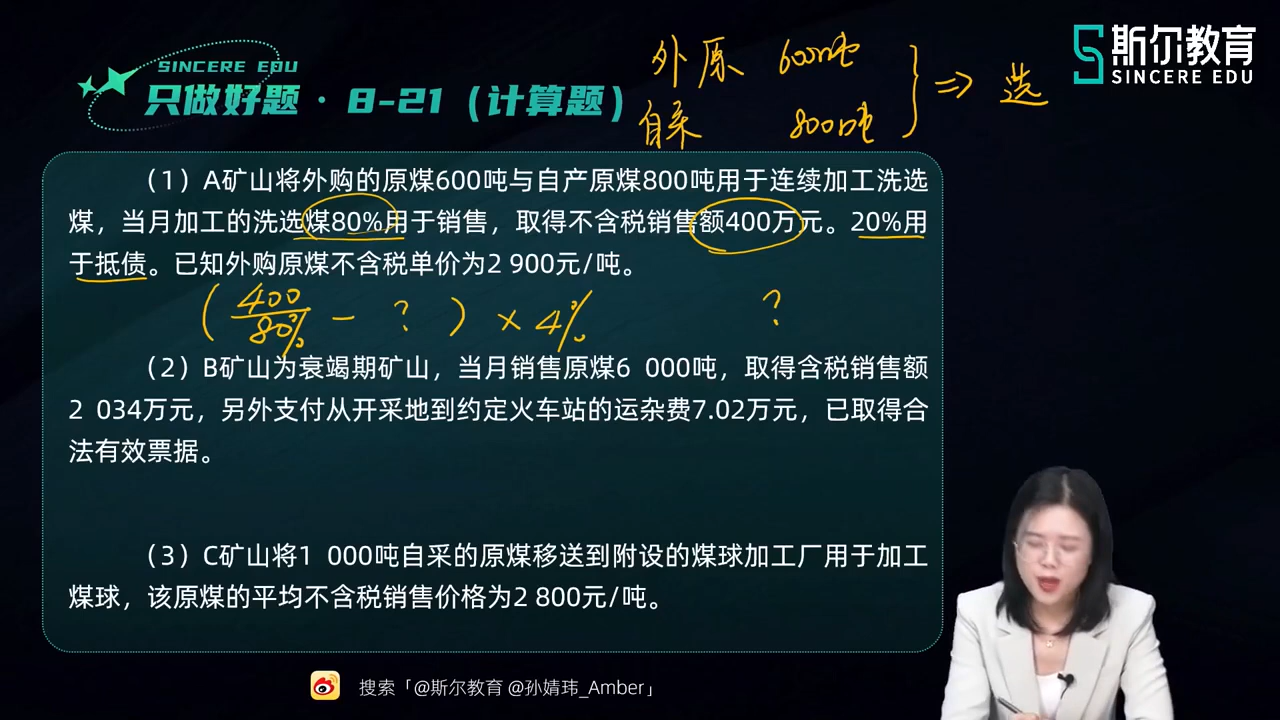 SINCERE EDU
只做好题·8-21（计算题）
外原 600吨
自采 800吨
⇒ 选
斯尔教育
SINCERE EDU
（1）A矿山将外购的原煤600吨与自产原煤800吨用于连续加工洗选
煤，当月加工的洗选煤80%用于销售，取得不含税销售额400万元。20%用
于抵债。已知外购原煤不含税单价为2 900元/吨。
(400/80% - ?) × 4% ?
（2）B矿山为衰竭期矿山，当月销售原煤6 000吨，取得含税销售额
2 034万元，另外支付从开采地到约定火车站的运杂费7.02万元，已取得合
法有效票据。
（3）C矿山将1 000吨自采的原煤移送到附设的煤球加工厂用于加工
煤球，该原煤的平均不含税销售价格为2 800元/吨。
搜索「@斯尔教育 @孙婧玮_Amber」